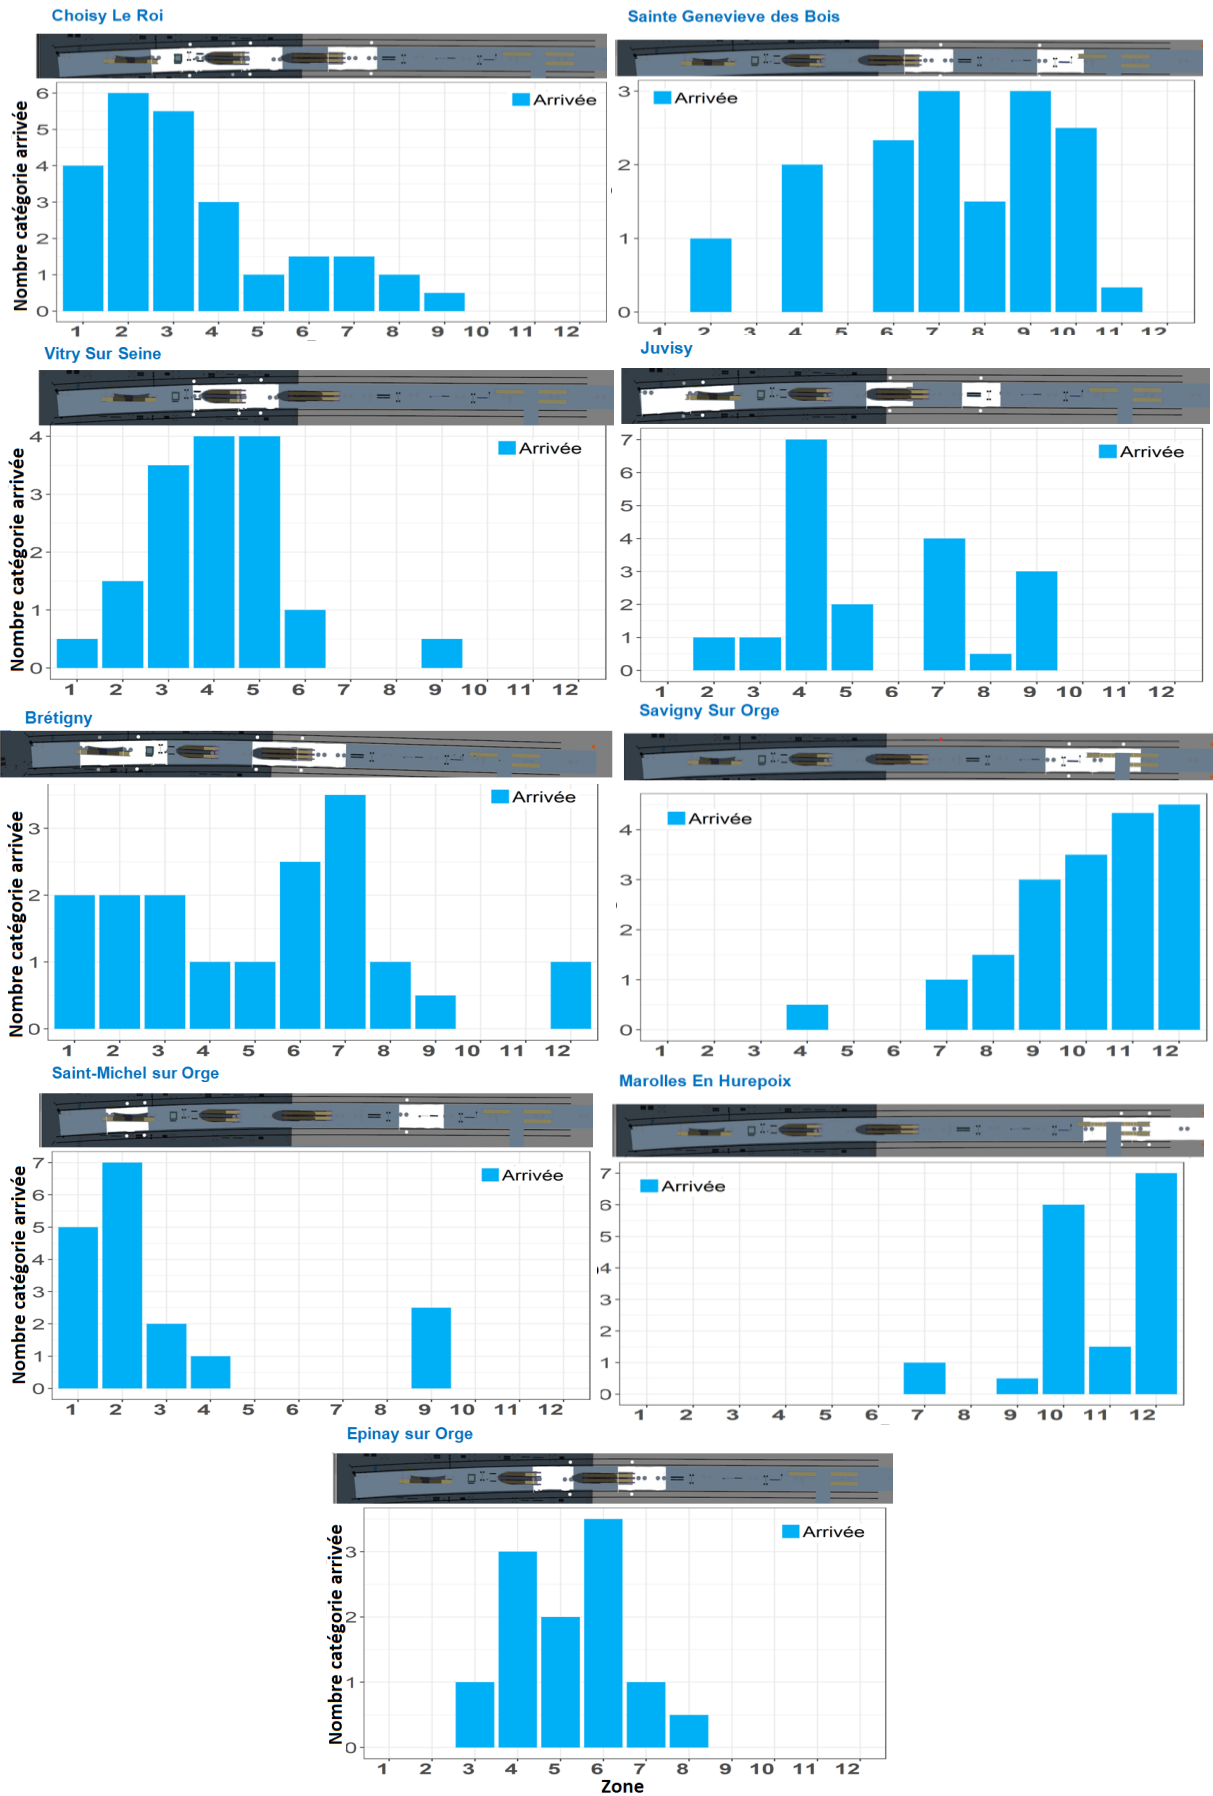 Choisy Le Roi
Nombre catégorie arrivée
Arrivée
6
5
4
3
2
1
0
1 2 3 4 5 6 7 8 9 10 11 12
Sainte Genevieve des Bois
Arrivée
3
2
1
0
1 2 3 4 5 6 7 8 9 10 11 12
Vitry Sur Seine
Nombre catégorie arrivée
Arrivée
4
3
2
1
0
1 2 3 4 5 6 7 8 9 10 11 12
Juvisy
Arrivée
7
6
5
4
3
2
1
0
1 2 3 4 5 6 7 8 9 10 11 12
Brétigny
Nombre catégorie arrivée
Arrivée
3
2
1
0
1 2 3 4 5 6 7 8 9 10 11 12
Savigny Sur Orge
Arrivée
4
3
2
1
0
1 2 3 4 5 6 7 8 9 10 11 12
Saint-Michel sur Orge
Nombre catégorie arrivée
Arrivée
7
6
5
4
3
2
1
0
1 2 3 4 5 6 7 8 9 10 11 12
Marolles En Hurepoix
Arrivée
7
6
5
4
3
2
1
0
1 2 3 4 5 6 7 8 9 10 11 12
Epinay sur Orge
Nombre catégorie arrivée
Arrivée
3
2
1
0
1 2 3 4 5 6 7 8 9 10 11 12
Zone